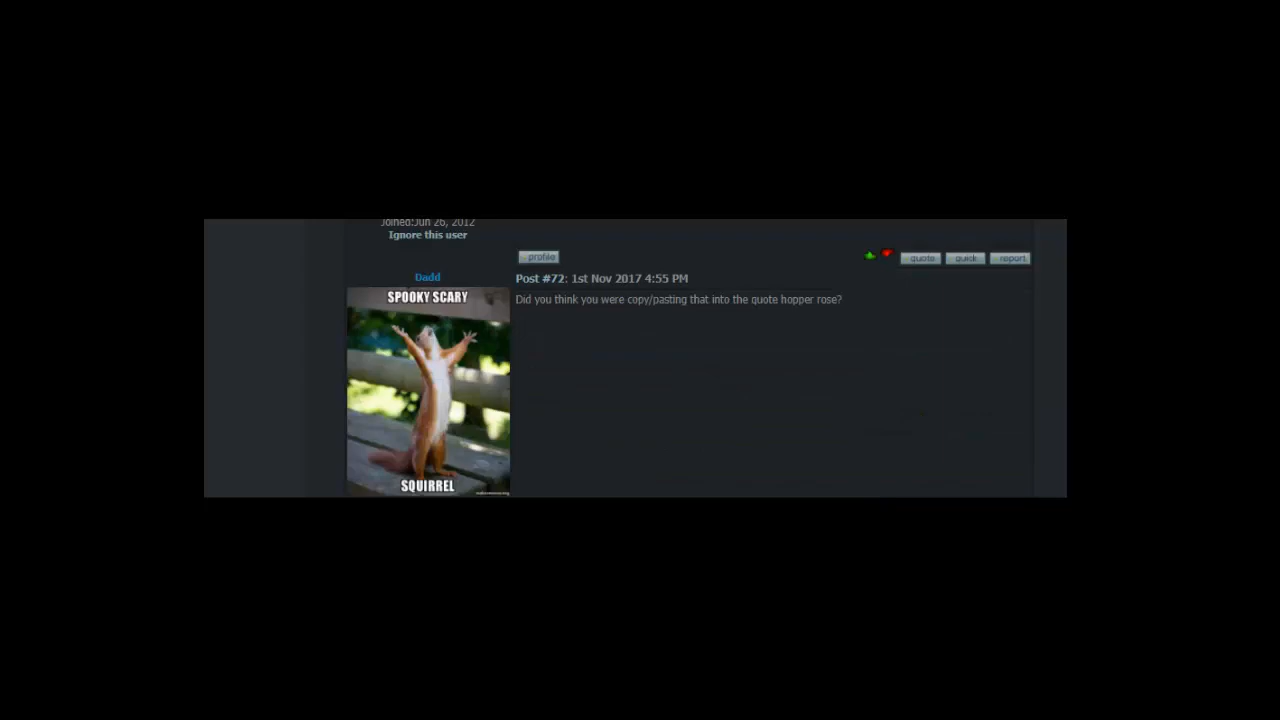 Joined:Jun 26, 2012
Ignore this user
profile
quote quick report
Dadd
Post #72: 1st Nov 2017 4:55 PM
SPOOKY SCARY
Did you think you were copy/pasting that into the quote hopper rose?
SQUIRREL